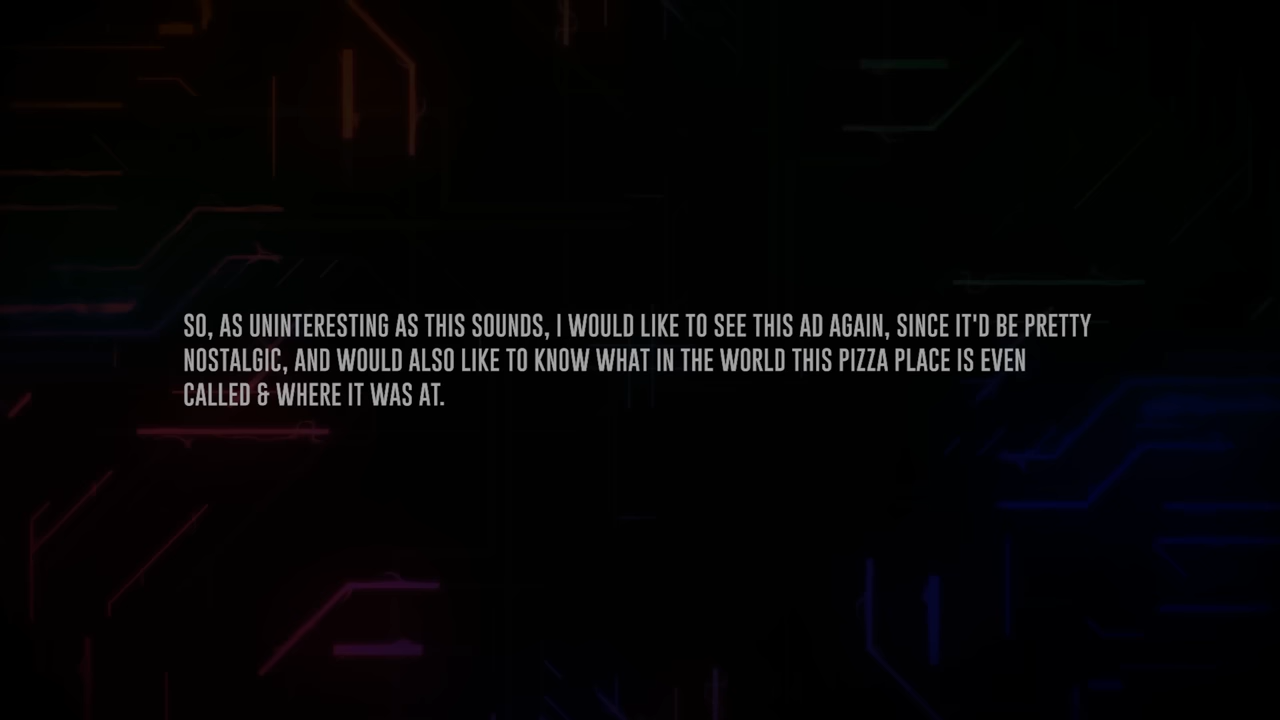 SO, AS UNINTERESTING AS THIS SOUNDS, I WOULD LIKE TO SEE THIS AD AGAIN, SINCE IT'D BE PRETTY
NOSTALGIC, AND WOULD ALSO LIKE TO KNOW WHAT IN THE WORLD THIS PIZZA PLACE IS EVEN
CALLED & WHERE IT WAS AT.